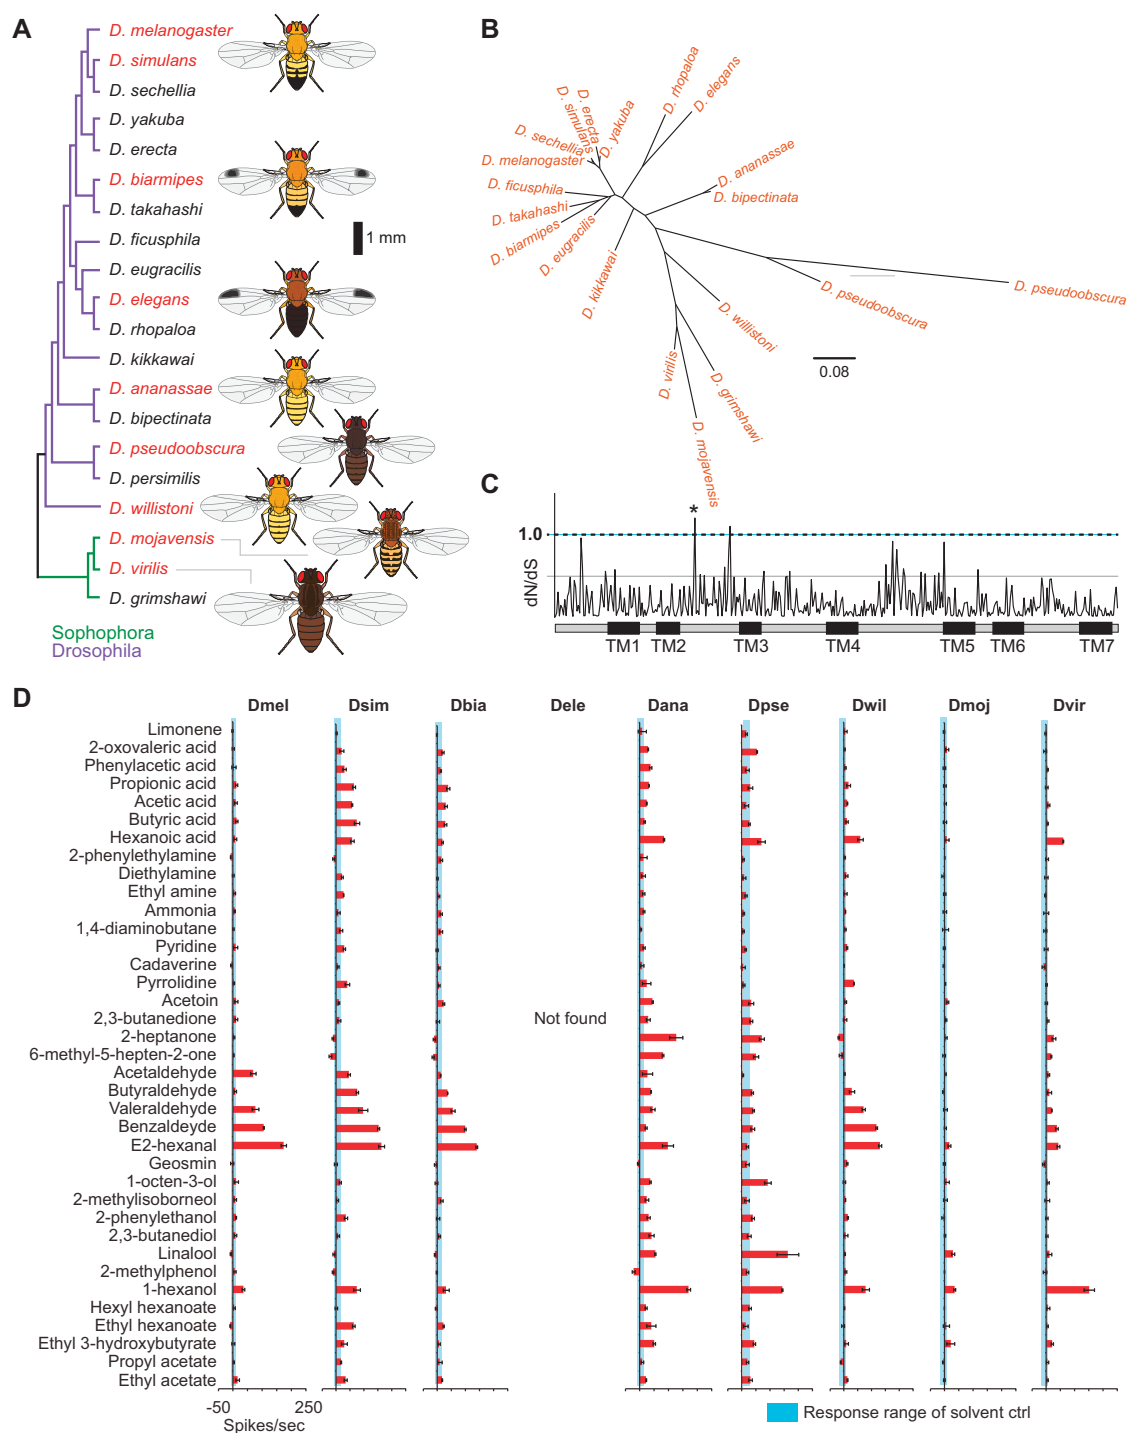 A
D. melanogaster
D. simulans
D. sechellia
D. yakuba
D. erecta
D. biarmipes
D. takahashi
D. ficusphila
D. eugracilis
D. elegans
D. rhopaloa
D. kikkawai
D. ananassae
D. bipectinata
D. pseudoobscura
D. persimilis
D. willistoni
D. mojavensis
D. virilis
D. grimshawi
1 mm
Sophophora
Drosophila
B
D. rhopaloa
D. elegans
D. yakuba
D. erecta
D. simulans
D. sechellia
D. melanogaster
D. ficusphila
D. takahashi
D. biarmipes
D. eugracilis
D. kikkawai
D. ananassae
D. bipectinata
D. pseudoobscura
D. pseudoobscura
D. willistoni
D. virilis
D. grimshawi
D. mojavensis
0.08
C
*
1.0
dN/dS
TM1 TM2 TM3 TM4 TM5 TM6 TM7
D
Dmel Dsim Dbia Dele Dana Dpse Dwil Dmoj Dvir
Limonene
2-oxovaleric acid
Phenylacetic acid
Propionic acid
Acetic acid
Butyric acid
Hexanoic acid
2-phenylethylamine
Diethylamine
Ethyl amine
Ammonia
1,4-diaminobutane
Pyridine
Cadaverine
Pyrrolidine
Acetoin
2,3-butanedione
2-heptanone
6-methyl-5-hepten-2-one
Acetaldehyde
Butyraldehyde
Valeraldehyde
Benzaldeyde
E2-hexanal
Geosmin
1-octen-3-ol
2-methylisoborneol
2-phenylethanol
2,3-butanediol
Linalool
2-methylphenol
1-hexanol
Hexyl hexanoate
Ethyl hexanoate
Ethyl 3-hydroxybutyrate
Propyl acetate
Ethyl acetate
Not found
-50 250
Spikes/sec
Response range of solvent ctrl